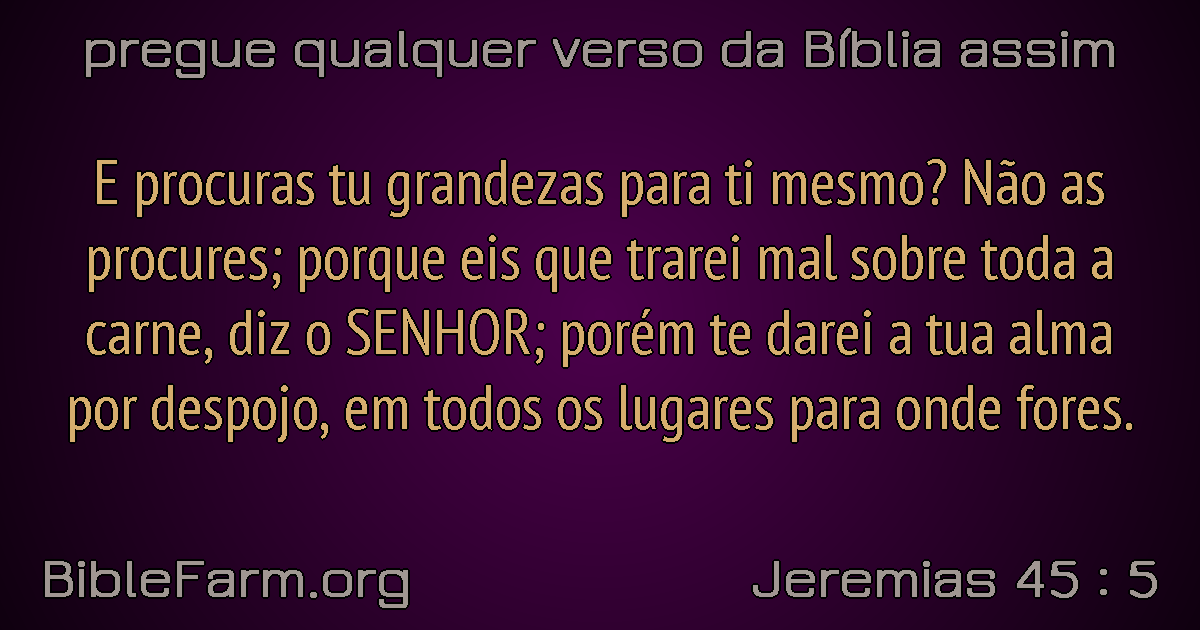 pregue qualquer verso da Bíblia assim
E procuras tu grandezas para ti mesmo? Não as
procures; porque eis que trarei mal sobre toda a
carne, diz o SENHOR; porém te darei a tua alma
por despojo, em todos os lugares para onde fores.
BibleFarm.org
Jeremias 45 : 5